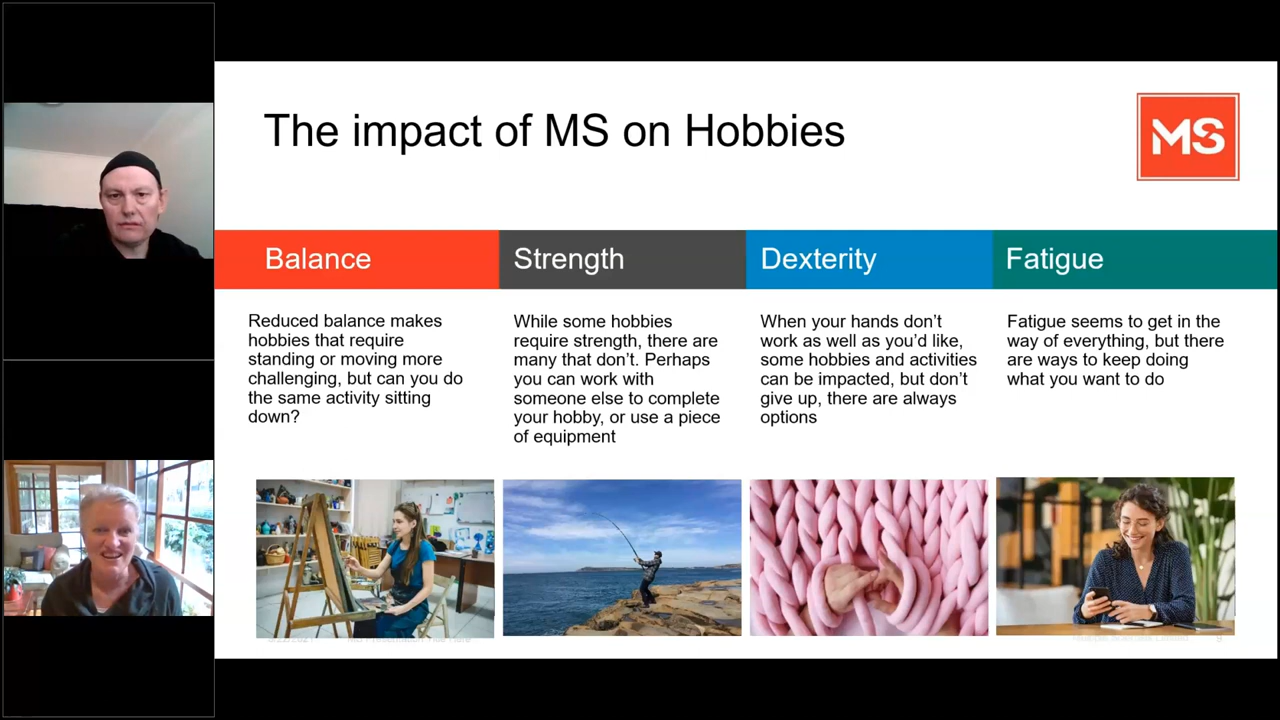 The impact of MS on Hobbies
MS
Balance
Strength
Dexterity
Fatigue
Reduced balance makes
hobbies that require
standing or moving more
challenging, but can you do
the same activity sitting
down?
While some hobbies
require strength, there are
many that don’t. Perhaps
you can work with
someone else to complete
your hobby, or use a piece
of equipment
When your hands don’t
work as well as you’d like,
some hobbies and activities
can be impacted, but don’t
give up, there are always
options
Fatigue seems to get in the
way of everything, but there
are ways to keep doing
what you want to do